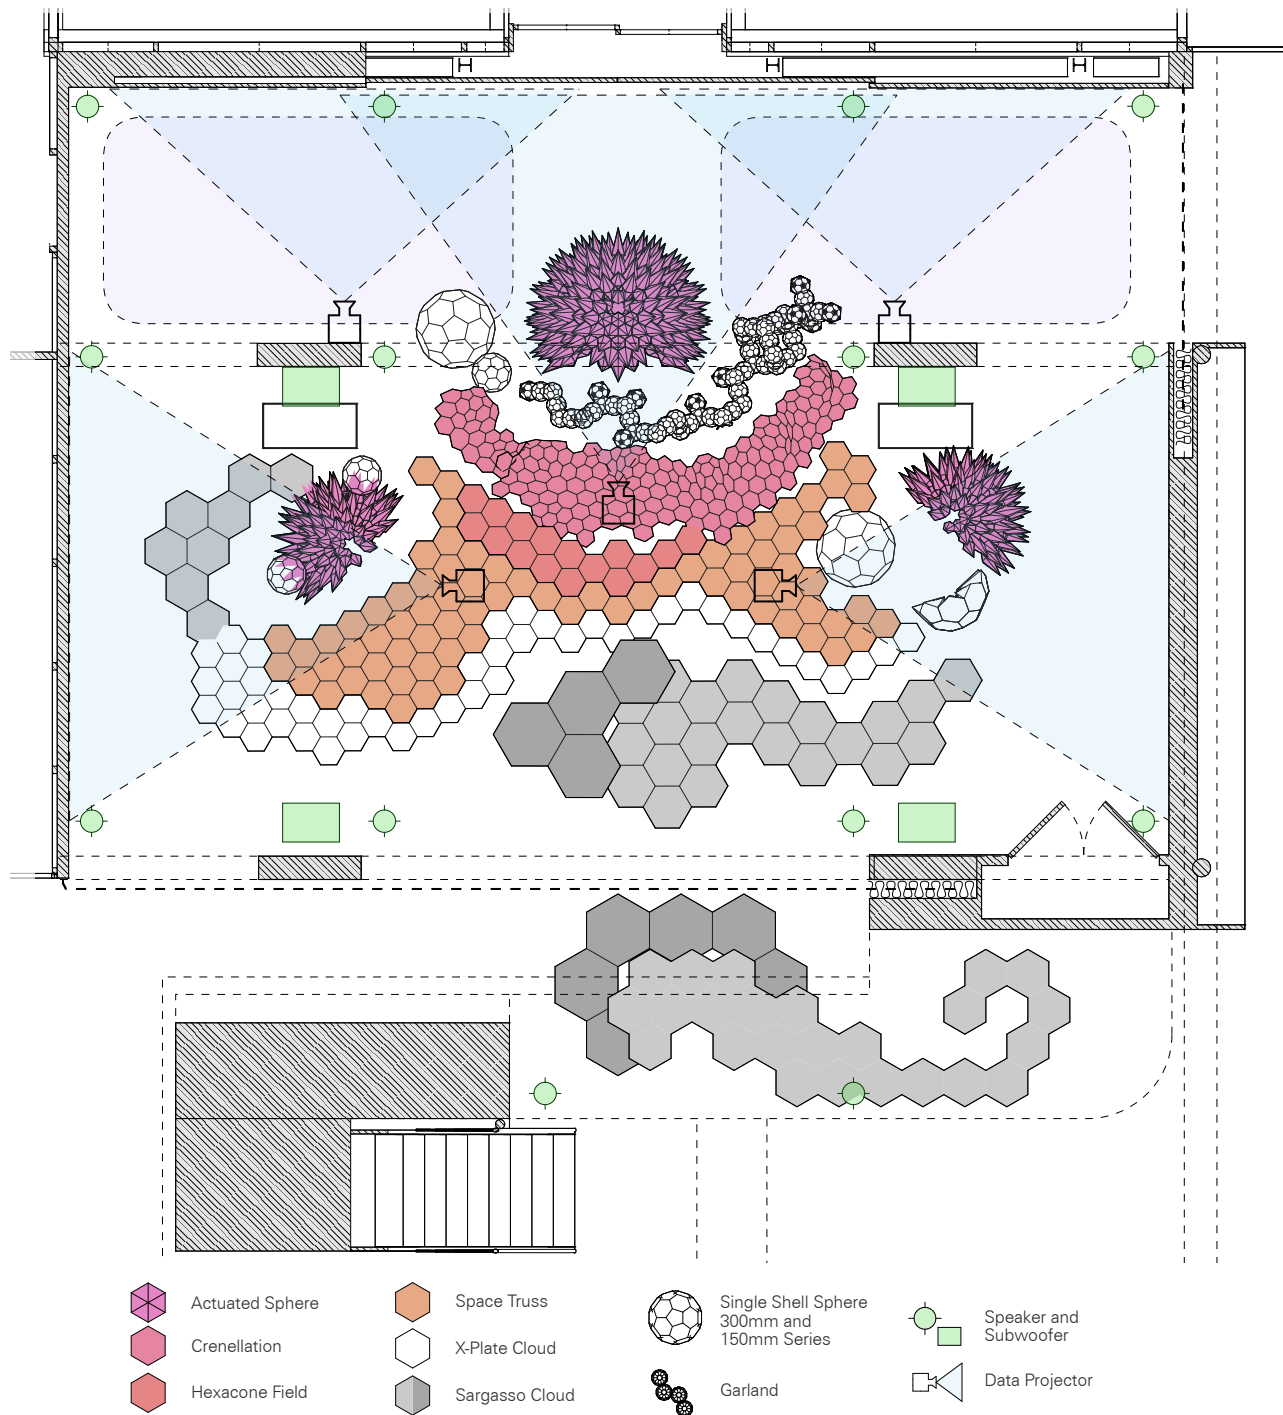 Actuated Sphere
Crenellation
Hexacone Field
Space Truss
X-Plate Cloud
Sargasso Cloud
Single Shell Sphere
300mm and
150mm Series
Garland
Speaker and
Subwoofer
Data Projector